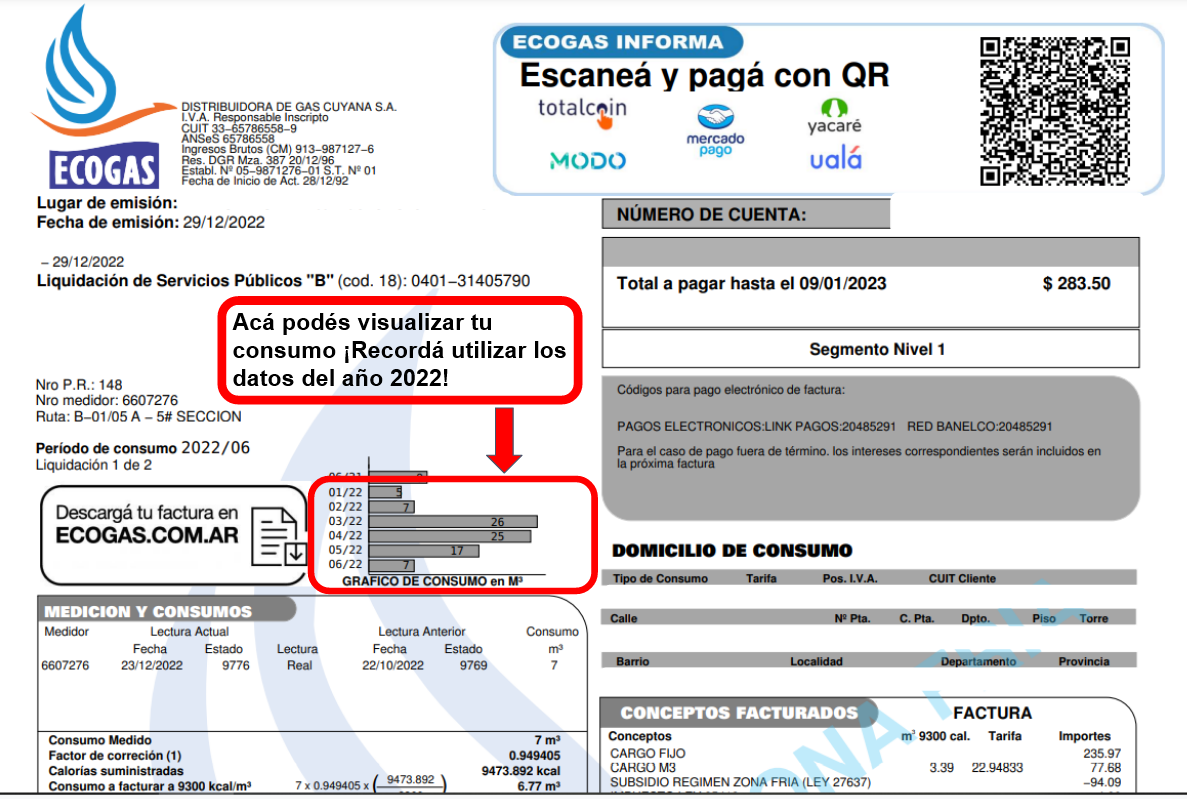 ECOGAS INFORMA
Escaneá y pagá con QR
totalcoin
mercado
pago
yacaré
MODO
ualá
ECOGAS
DISTRIBUIDORA DE GAS CUYANA S.A.
I.V.A. Responsable Inscripto
CUIT 33–65786558–9
ANSeS 65786558
Ingresos Brutos (CM) 913–987127–6
Res. DGR Mza. 387 20/12/96
Establ. Nº 05–9871276–01 S.T. Nº 01
Fecha de Inicio de Act. 28/12/92
Lugar de emisión:
Fecha de emisión: 29/12/2022
– 29/12/2022
Liquidación de Servicios Públicos "B" (cod. 18): 0401–31405790
NÚMERO DE CUENTA:
Total a pagar hasta el 09/01/2023 $ 283.50
Segmento Nivel 1
Acá podés visualizar tu
consumo ¡Recordá utilizar los
datos del año 2022!
Nro P.R.: 148
Nro medidor: 6607276
Ruta: B–01/05 A – 5# SECCION
Período de consumo 2022/06
Liquidación 1 de 2
Códigos para pago electrónico de factura:
PAGOS ELECTRONICOS:LINK PAGOS:20485291 RED BANELCO:20485291
Para el caso de pago fuera de término. los intereses correspondientes serán incluidos en
la próxima factura
Descargá tu factura en
ECOGAS.COM.AR
01/22 5
02/22 7
03/22 26
04/22 25
05/22 17
06/22 7
GRAFICO DE CONSUMO en M³
DOMICILIO DE CONSUMO
Tipo de Consumo Tarifa Pos. I.V.A. CUIT Cliente
Calle Nº Pta. C. Pta. Dpto. Piso Torre
Barrio Localidad Departamento Provincia
MEDICION Y CONSUMOS
Medidor Lectura Actual Lectura Anterior Consumo
Fecha Estado Lectura Fecha Estado m³
6607276 23/12/2022 9776 Real 22/10/2022 9769 7
Consumo Medido 7 m³
Factor de correción (1) 0.949405
Calorías suministradas 9473.892 kcal
Consumo a facturar a 9300 kcal/m³ 7 x 0.949405 x ( 9473.892 ) 6.77 m³
CONCEPTOS FACTURADOS FACTURA
Conceptos m³ 9300 cal. Tarifa Importes
CARGO FIJO 235.97
CARGO M3 3.39 22.94833 77.68
SUBSIDIO REGIMEN ZONA FRIA (LEY 27637) –94.09